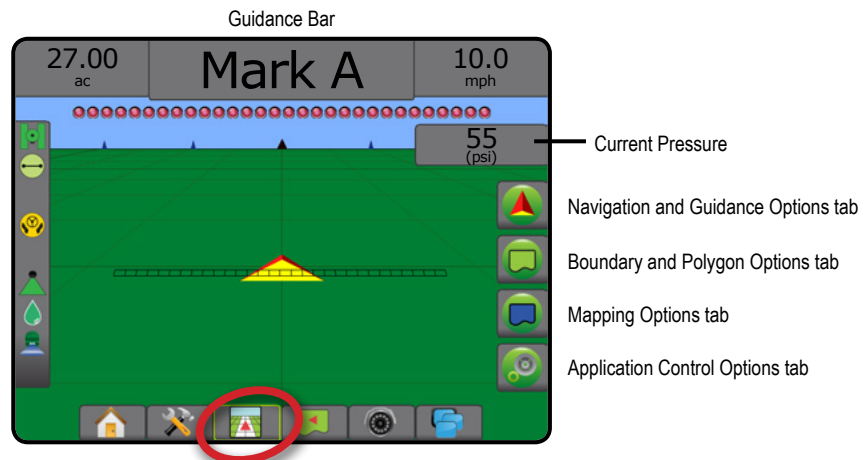 Guidance Bar
27.00
ac
Mark A
10.0
mph
55
(psi)
Current Pressure
Navigation and Guidance Options tab
Boundary and Polygon Options tab
Mapping Options tab
Application Control Options tab